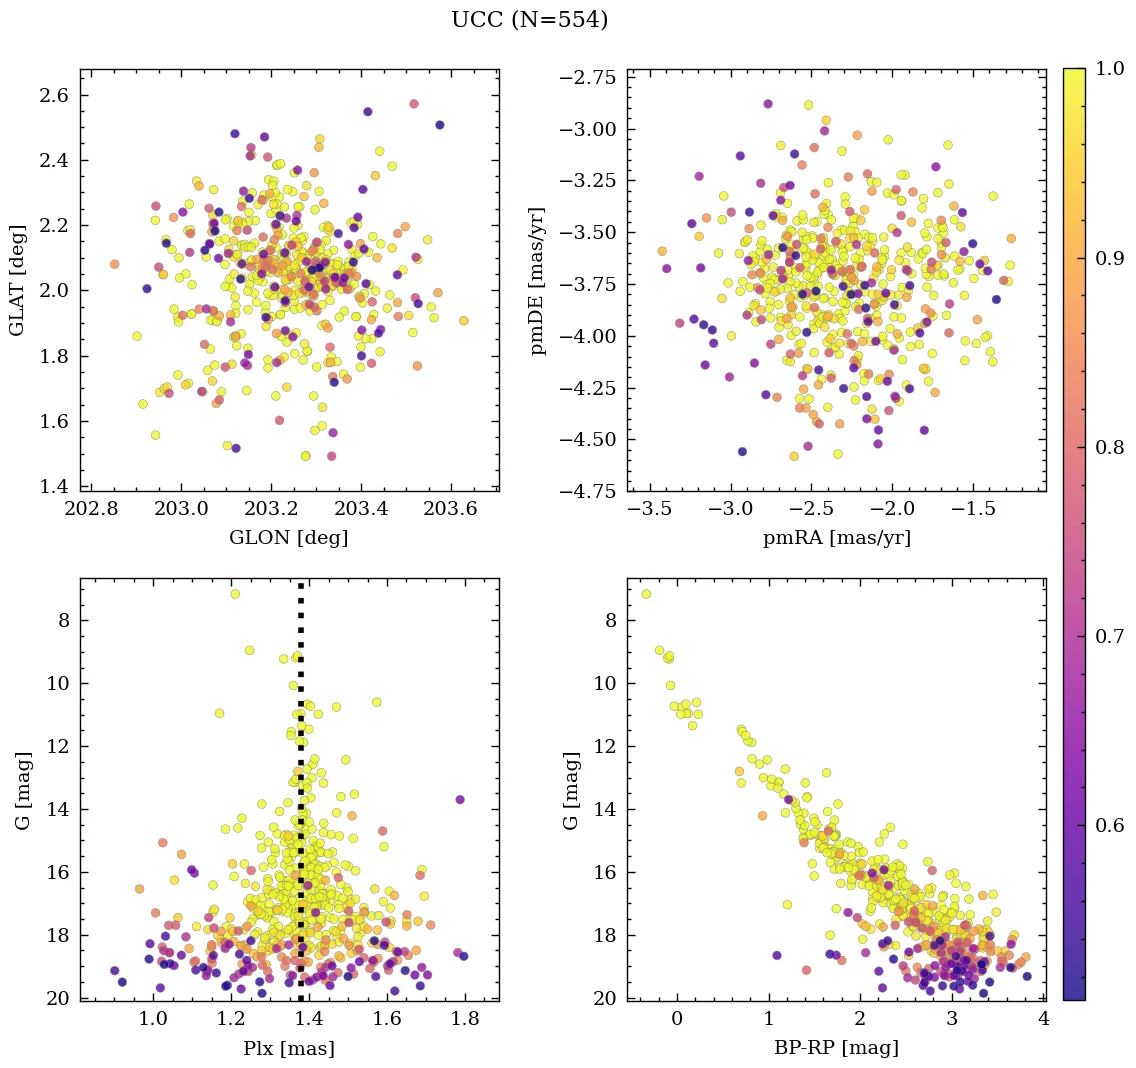 UCC (N=554)
2.6
2.4
2.2
2.0
1.8
1.6
1.4
GLAT [deg]
202.8 203.0 203.2 203.4 203.6
GLON [deg]
−2.75
−3.00
−3.25
−3.50
−3.75
−4.00
−4.25
−4.50
−4.75
pmDE [mas/yr]
−3.5 −3.0 −2.5 −2.0 −1.5
pmRA [mas/yr]
8
10
12
14
16
18
20
G [mag]
1.0 1.2 1.4 1.6 1.8
Plx [mas]
8
10
12
14
16
18
20
G [mag]
0 1 2 3 4
BP-RP [mag]
1.0
0.9
0.8
0.7
0.6